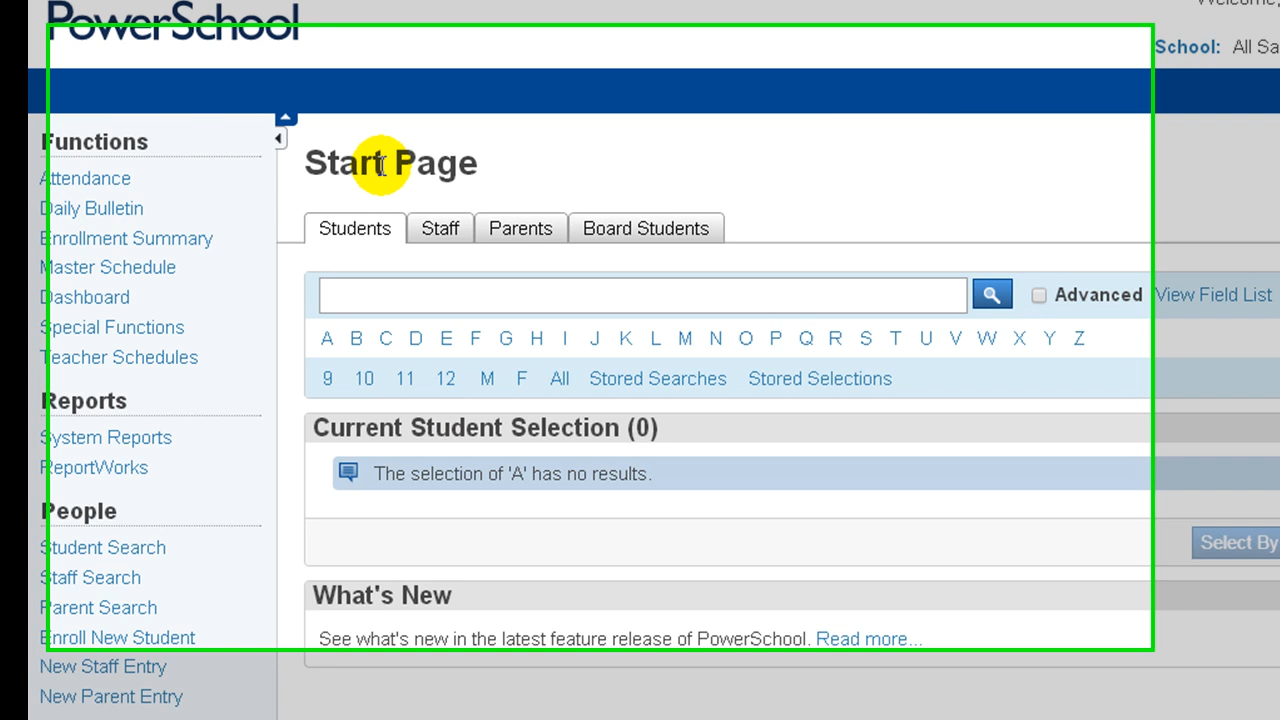 PowerSchool
Welcome,
School: All Sa
Functions
Attendance
Daily Bulletin
Enrollment Summary
Master Schedule
Dashboard
Special Functions
Teacher Schedules
Reports
System Reports
ReportWorks
People
Student Search
Staff Search
Parent Search
Enroll New Student
New Staff Entry
New Parent Entry
Start Page
Students Staff Parents Board Students
Advanced View Field List
A B C D E F G H I J K L M N O P Q R S T U V W X Y Z
9 10 11 12 M F All Stored Searches Stored Selections
Current Student Selection (0)
The selection of 'A' has no results.
Select By
What's New
See what's new in the latest feature release of PowerSchool. Read more...